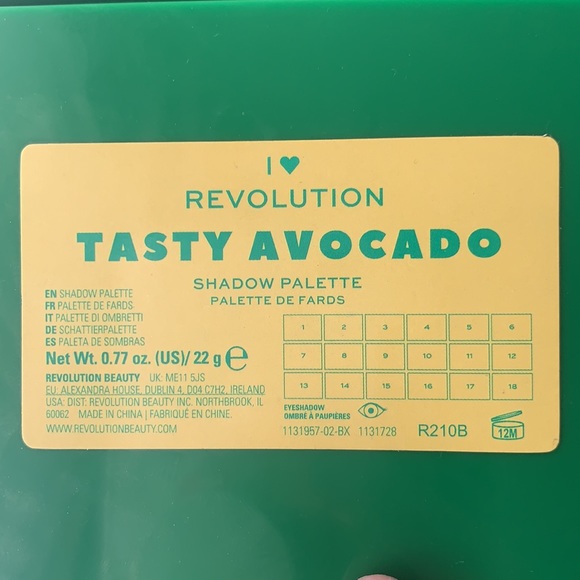 I ♥
REVOLUTION
TASTY AVOCADO
SHADOW PALETTE
PALETTE DE FARDS
EN SHADOW PALETTE
FR PALETTE DE FARDS
IT PALETTE DI OMBRETTI
DE SCHATTIERPALETTE
ES PALETA DE SOMBRAS
Net Wt. 0.77 oz. (US)/ 22 g ℮
REVOLUTION BEAUTY UK: ME11 5JS
EU: ALEXANDRA HOUSE, DUBLIN 4, D04 C7H2, IRELAND
USA: DIST: REVOLUTION BEAUTY INC. NORTHBROOK, IL
60062 MADE IN CHINA | FABRIQUÉ EN CHINE.
WWW.REVOLUTIONBEAUTY.COM
1 2 3 4 5 6
7 8 9 10 11 12
13 14 15 16 17 18
EYESHADOW
OMBRE À PAUPIÈRES
1131957-02-BX 1131728 R210B 12M